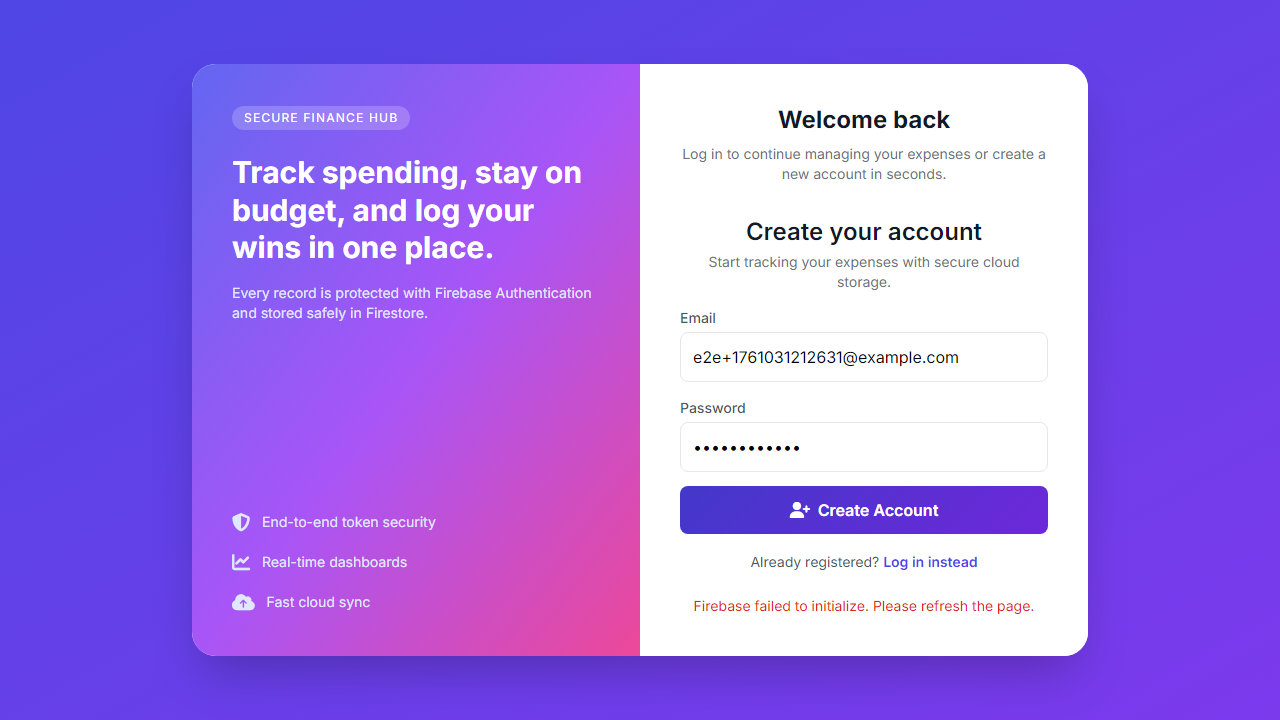 SECURE FINANCE HUB
Track spending, stay on
budget, and log your
wins in one place.
Every record is protected with Firebase Authentication
and stored safely in Firestore.
End-to-end token security
Real-time dashboards
Fast cloud sync
Welcome back
Log in to continue managing your expenses or create a
new account in seconds.
Create your account
Start tracking your expenses with secure cloud
storage.
Email
e2e+1761031212631@example.com
Password
••••••••••••
Create Account
Already registered? Log in instead
Firebase failed to initialize. Please refresh the page.